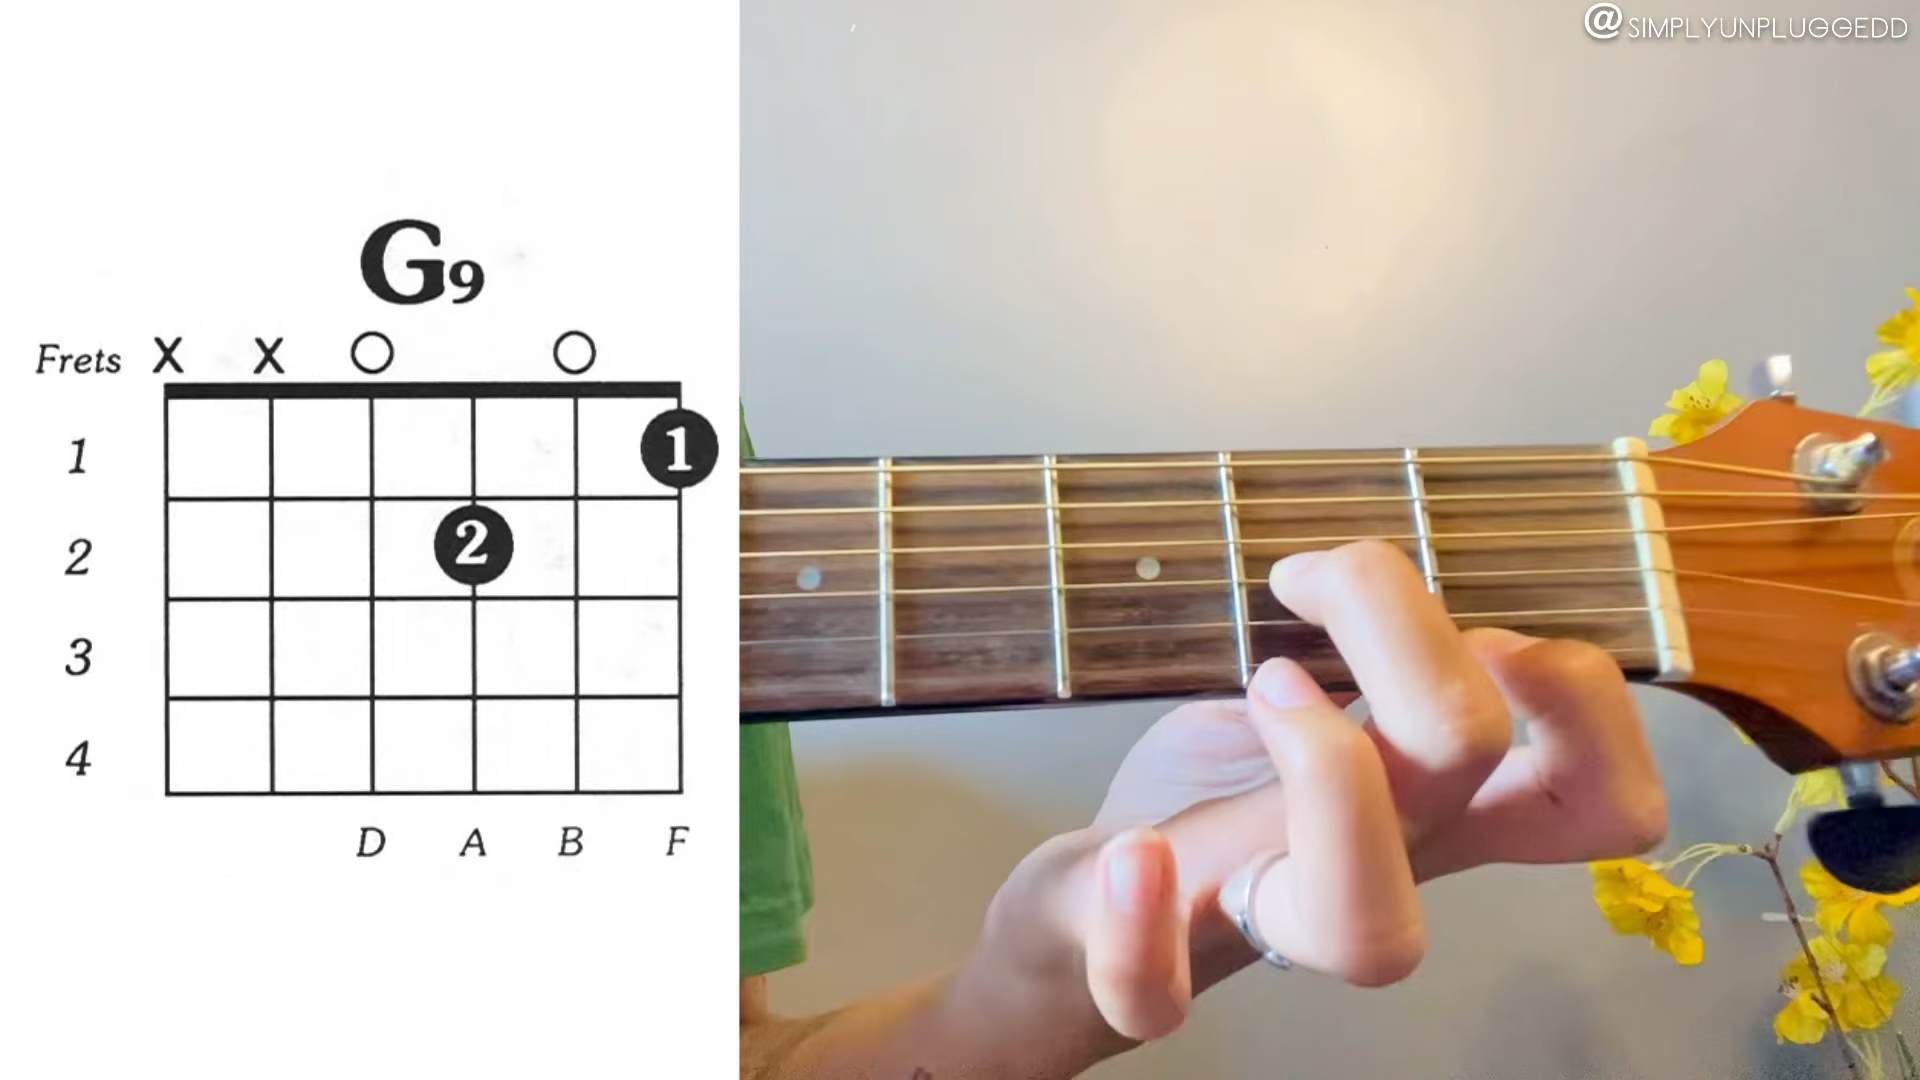 @SIMPLYUNPLUGGEDD
G9
Frets X X O O
1 1
2 2
3
4
D A B F